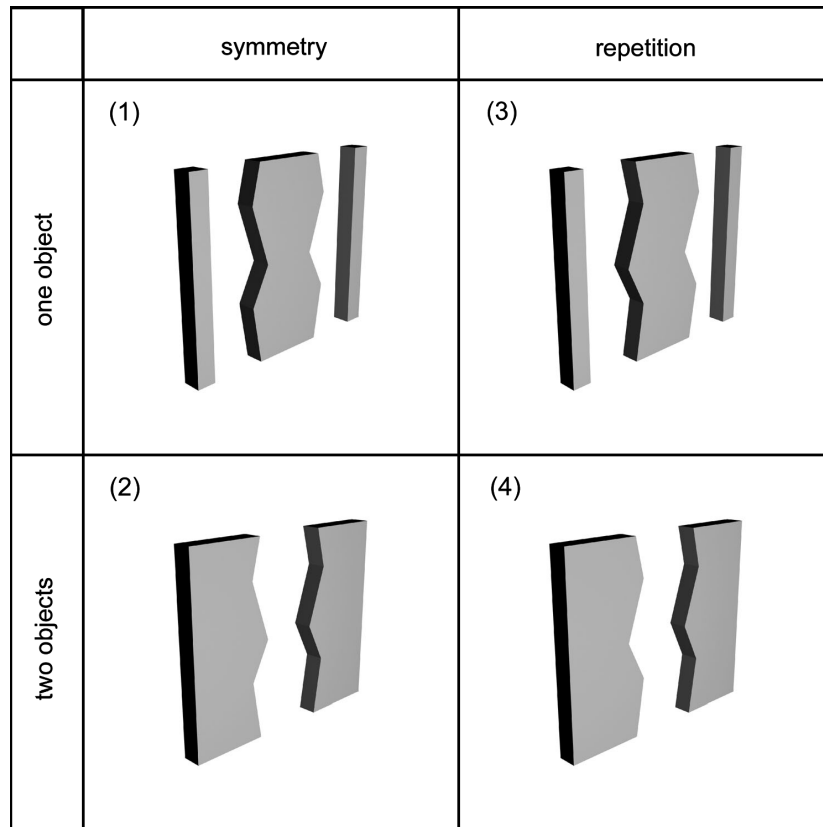 symmetry
repetition
one object
(1)
(3)
two objects
(2)
(4)